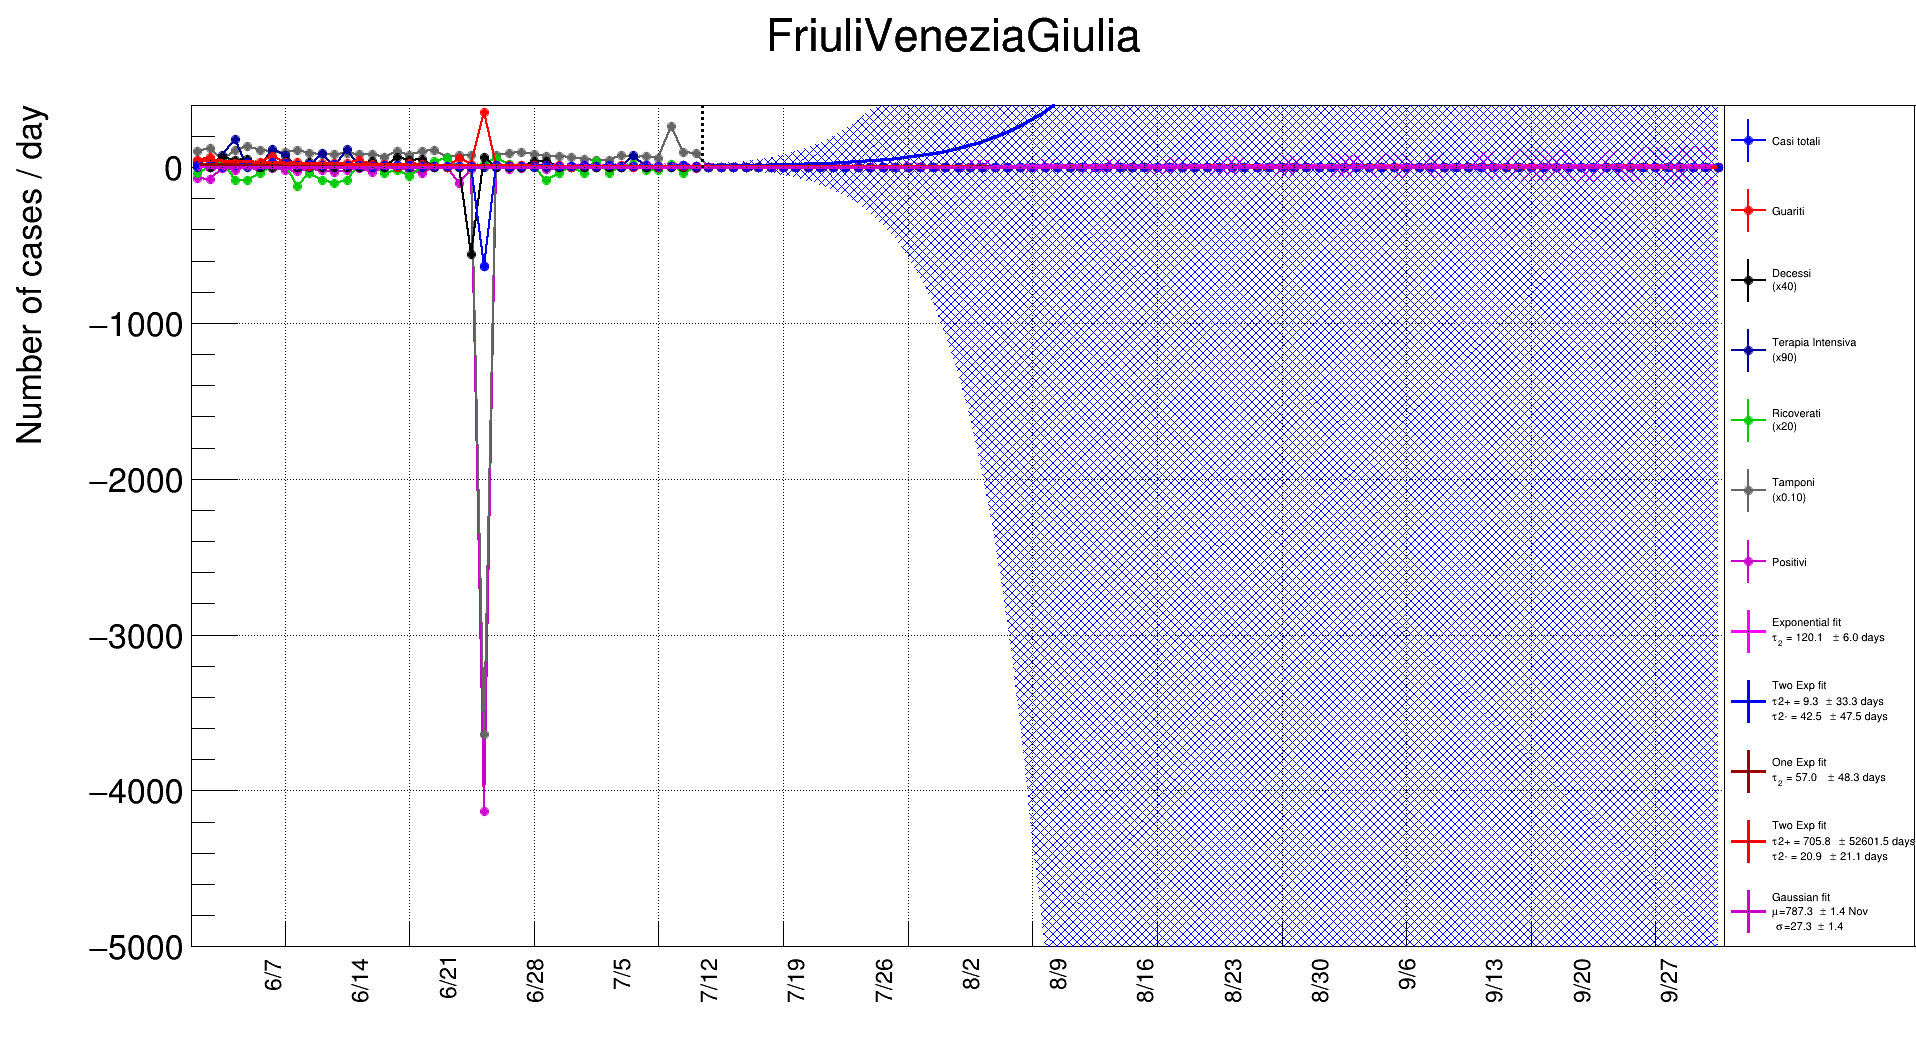 FriuliVeneziaGiulia
Number of cases / day
0
−1000
−2000
−3000
−4000
−5000
6/7
6/14
6/21
6/28
7/5
7/12
7/19
7/26
8/2
8/9
8/16
8/23
8/30
9/6
9/13
9/20
9/27
Casi totali
Guariti
Decessi
(x40)
Terapia Intensiva
(x90)
Ricoverati
(x20)
Tamponi
(x0.10)
Positivi
Exponential fit
τ2 = 120.1 ± 6.0 days
Two Exp fit
τ2+ = 9.3 ± 33.3 days
τ2- = 42.5 ± 47.5 days
One Exp fit
τ2 = 57.0 ± 48.3 days
Two Exp fit
τ2+ = 705.8 ± 52601.5 days
τ2- = 20.9 ± 21.1 days
Gaussian fit
μ=787.3 ± 1.4 Nov
σ=27.3 ± 1.4